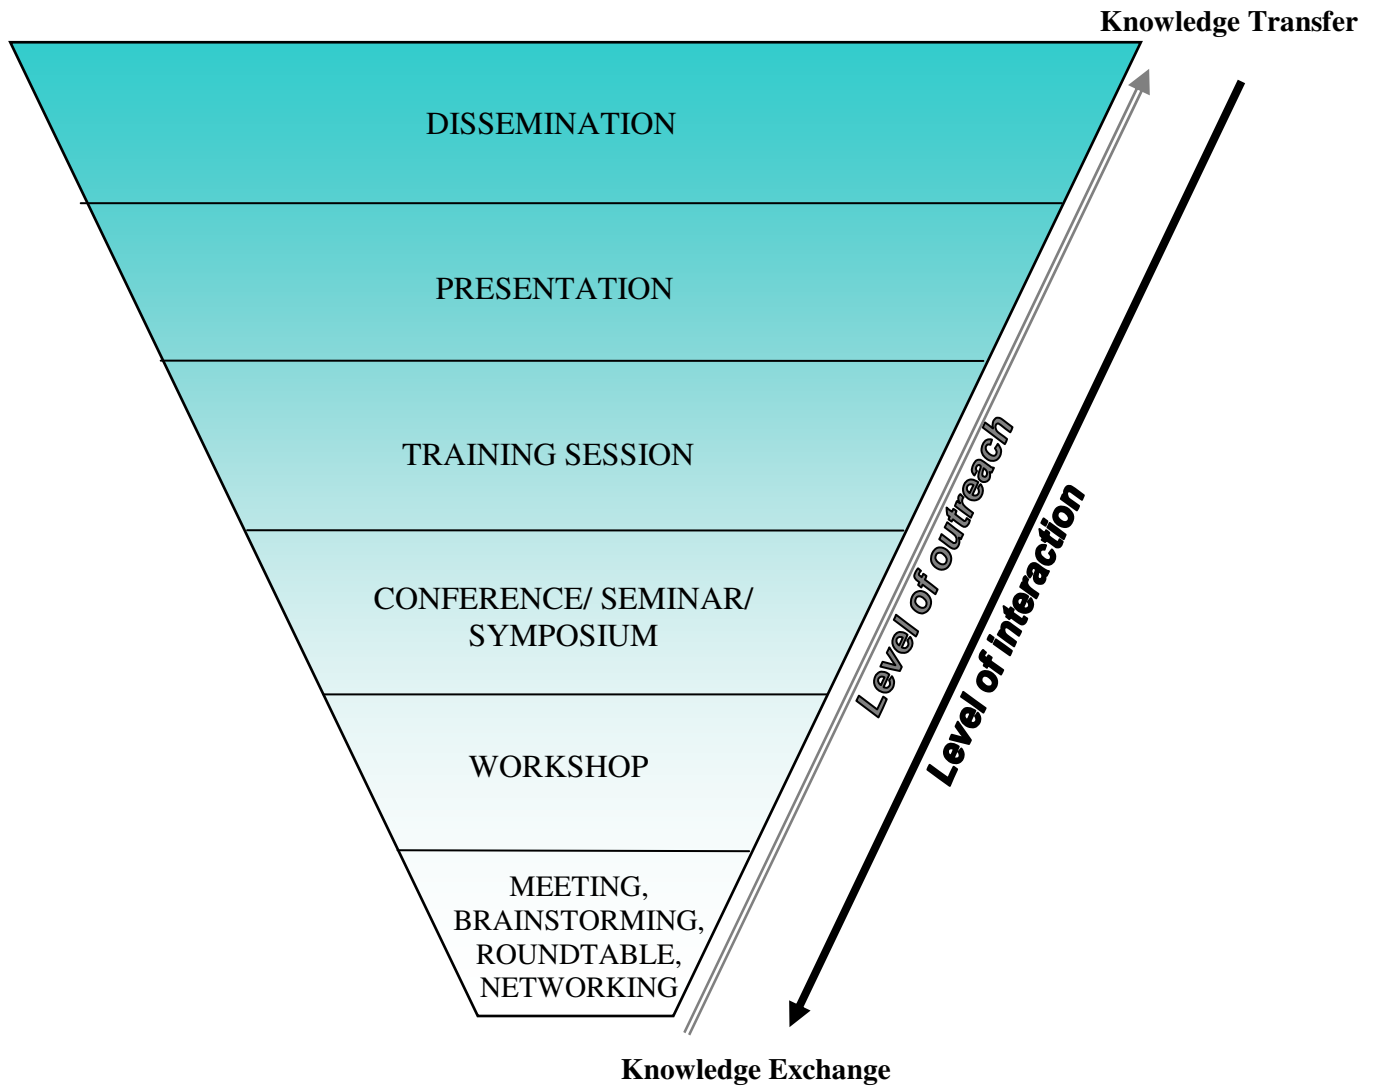 Knowledge Transfer
DISSEMINATION
PRESENTATION
TRAINING SESSION
CONFERENCE/ SEMINAR/
SYMPOSIUM
WORKSHOP
MEETING,
BRAINSTORMING,
ROUNDTABLE,
NETWORKING
Level of outreach
Level of interaction
Knowledge Exchange